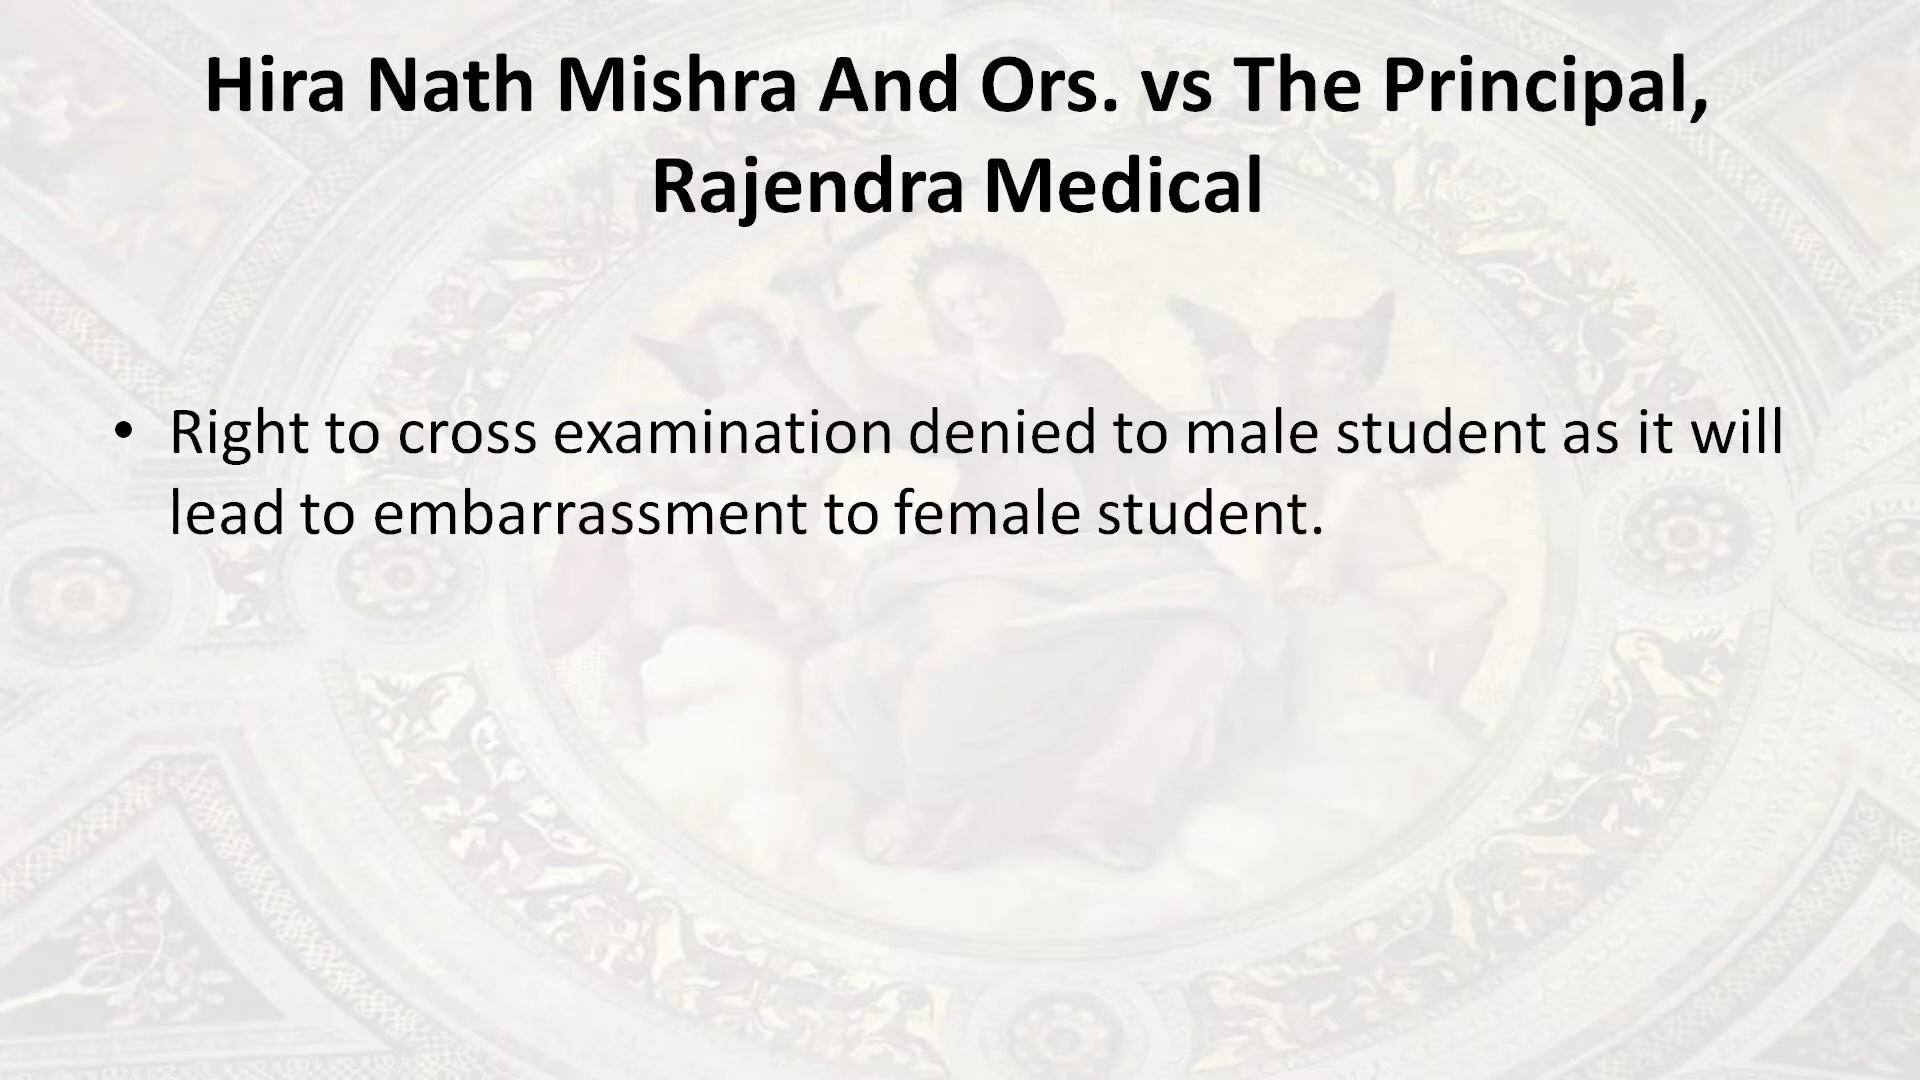 Hira Nath Mishra And Ors. vs The Principal,
Rajendra Medical
• Right to cross examination denied to male student as it will
lead to embarrassment to female student.